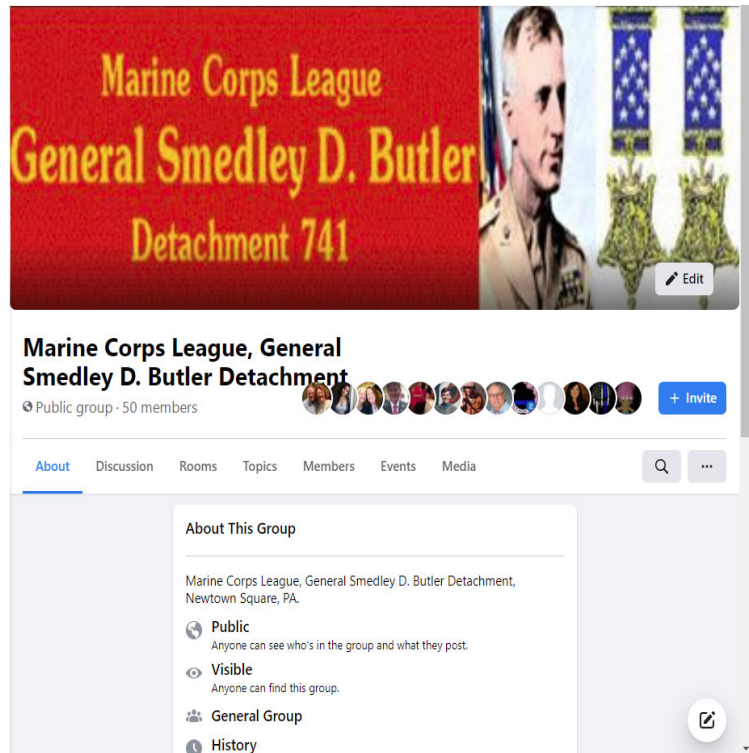 Marine Corps League
General Smedley D. Butler
Detachment 741
Edit
Marine Corps League, General
Smedley D. Butler Detachment
Public group · 50 members
+ Invite
About Discussion Rooms Topics Members Events Media
About This Group
Marine Corps League, General Smedley D. Butler Detachment,
Newtown Square, PA.
Public
Anyone can see who's in the group and what they post.
Visible
Anyone can find this group.
General Group
History